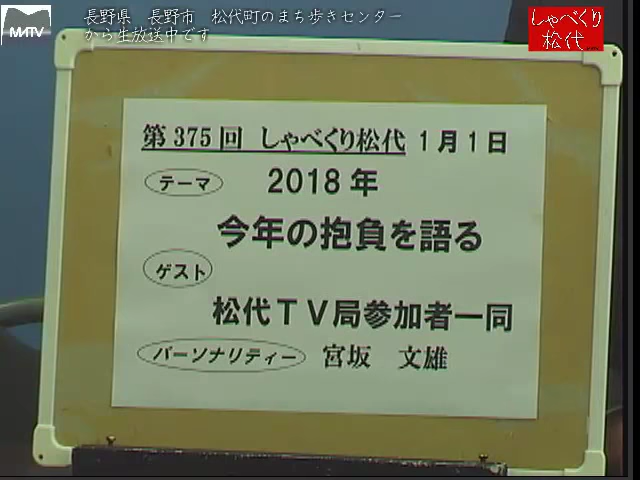 MATV
長野県　長野市　松代町のまち歩きセンター
から生放送中です
しゃべくり
松代
第375回 しゃべくり松代 1月1日
テーマ 2018年
今年の抱負を語る
ゲスト
松代TV局参加者一同
パーソナリティー 宮坂 文雄